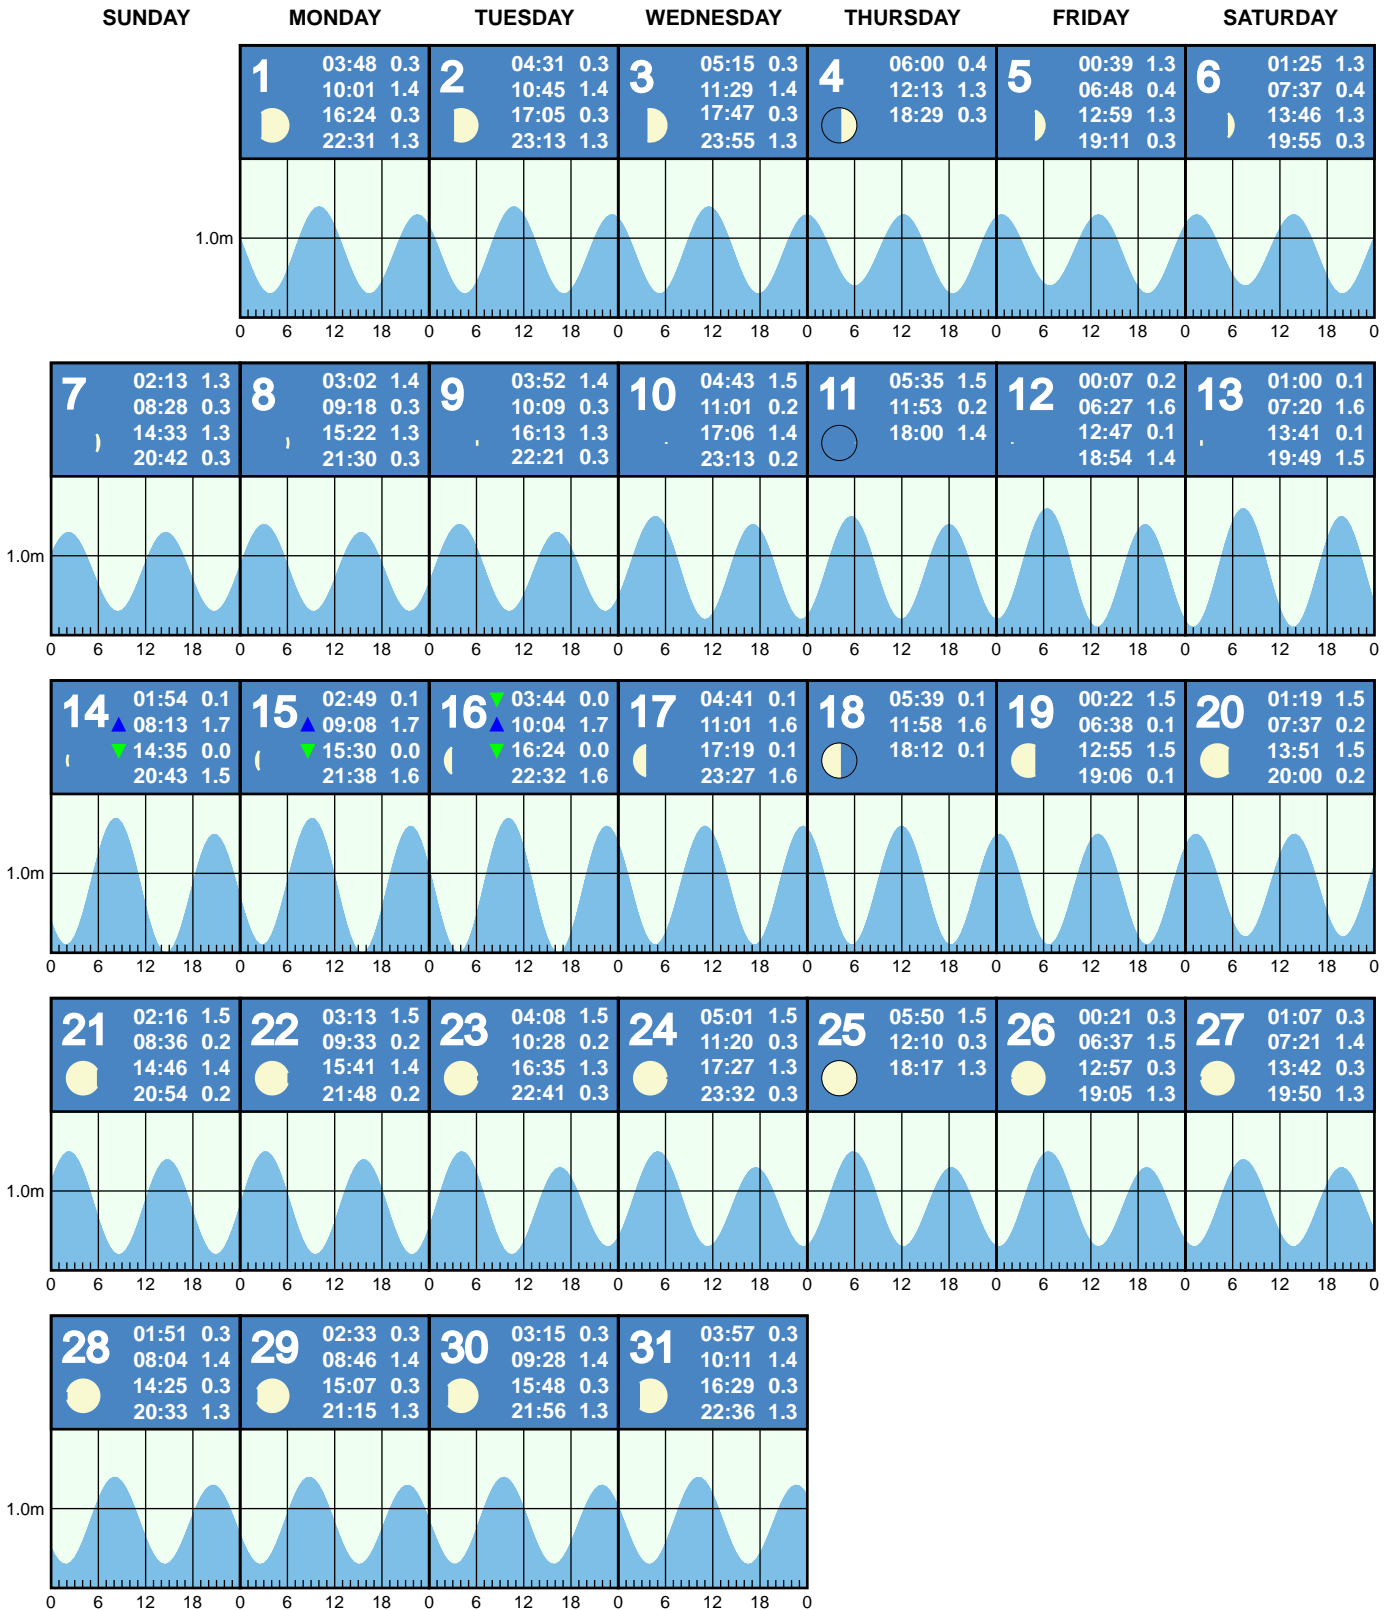 SUNDAY MONDAY TUESDAY WEDNESDAY THURSDAY FRIDAY SATURDAY
1 03:48 0.3
10:01 1.4
16:24 0.3
22:31 1.3
2 04:31 0.3
10:45 1.4
17:05 0.3
23:13 1.3
3 05:15 0.3
11:29 1.4
17:47 0.3
23:55 1.3
4 06:00 0.4
12:13 1.3
18:29 0.3
5 00:39 1.3
06:48 0.4
12:59 1.3
19:11 0.3
6 01:25 1.3
07:37 0.4
13:46 1.3
19:55 0.3
1.0m
0 6 12 18 0 6 12 18 0 6 12 18 0 6 12 18 0 6 12 18 0 6 12 18 0
7 02:13 1.3
08:28 0.3
14:33 1.3
20:42 0.3
8 03:02 1.4
09:18 0.3
15:22 1.3
21:30 0.3
9 03:52 1.4
10:09 0.3
16:13 1.3
22:21 0.3
10 04:43 1.5
11:01 0.2
17:06 1.4
23:13 0.2
11 05:35 1.5
11:53 0.2
18:00 1.4
12 00:07 0.2
06:27 1.6
12:47 0.1
18:54 1.4
13 01:00 0.1
07:20 1.6
13:41 0.1
19:49 1.5
1.0m
0 6 12 18 0 6 12 18 0 6 12 18 0 6 12 18 0 6 12 18 0 6 12 18 0 6 12 18 0
14 01:54 0.1
08:13 1.7
14:35 0.0
20:43 1.5
15 02:49 0.1
09:08 1.7
15:30 0.0
21:38 1.6
16 03:44 0.0
10:04 1.7
16:24 0.0
22:32 1.6
17 04:41 0.1
11:01 1.6
17:19 0.1
23:27 1.6
18 05:39 0.1
11:58 1.6
18:12 0.1
19 00:22 1.5
06:38 0.1
12:55 1.5
19:06 0.1
20 01:19 1.5
07:37 0.2
13:51 1.5
20:00 0.2
1.0m
0 6 12 18 0 6 12 18 0 6 12 18 0 6 12 18 0 6 12 18 0 6 12 18 0 6 12 18 0
21 02:16 1.5
08:36 0.2
14:46 1.4
20:54 0.2
22 03:13 1.5
09:33 0.2
15:41 1.4
21:48 0.2
23 04:08 1.5
10:28 0.2
16:35 1.3
22:41 0.3
24 05:01 1.5
11:20 0.3
17:27 1.3
23:32 0.3
25 05:50 1.5
12:10 0.3
18:17 1.3
26 00:21 0.3
06:37 1.5
12:57 0.3
19:05 1.3
27 01:07 0.3
07:21 1.4
13:42 0.3
19:50 1.3
1.0m
0 6 12 18 0 6 12 18 0 6 12 18 0 6 12 18 0 6 12 18 0 6 12 18 0 6 12 18 0
28 01:51 0.3
08:04 1.4
14:25 0.3
20:33 1.3
29 02:33 0.3
08:46 1.4
15:07 0.3
21:15 1.3
30 03:15 0.3
09:28 1.4
15:48 0.3
21:56 1.3
31 03:57 0.3
10:11 1.4
16:29 0.3
22:36 1.3
1.0m
0 6 12 18 0 6 12 18 0 6 12 18 0 6 12 18 0